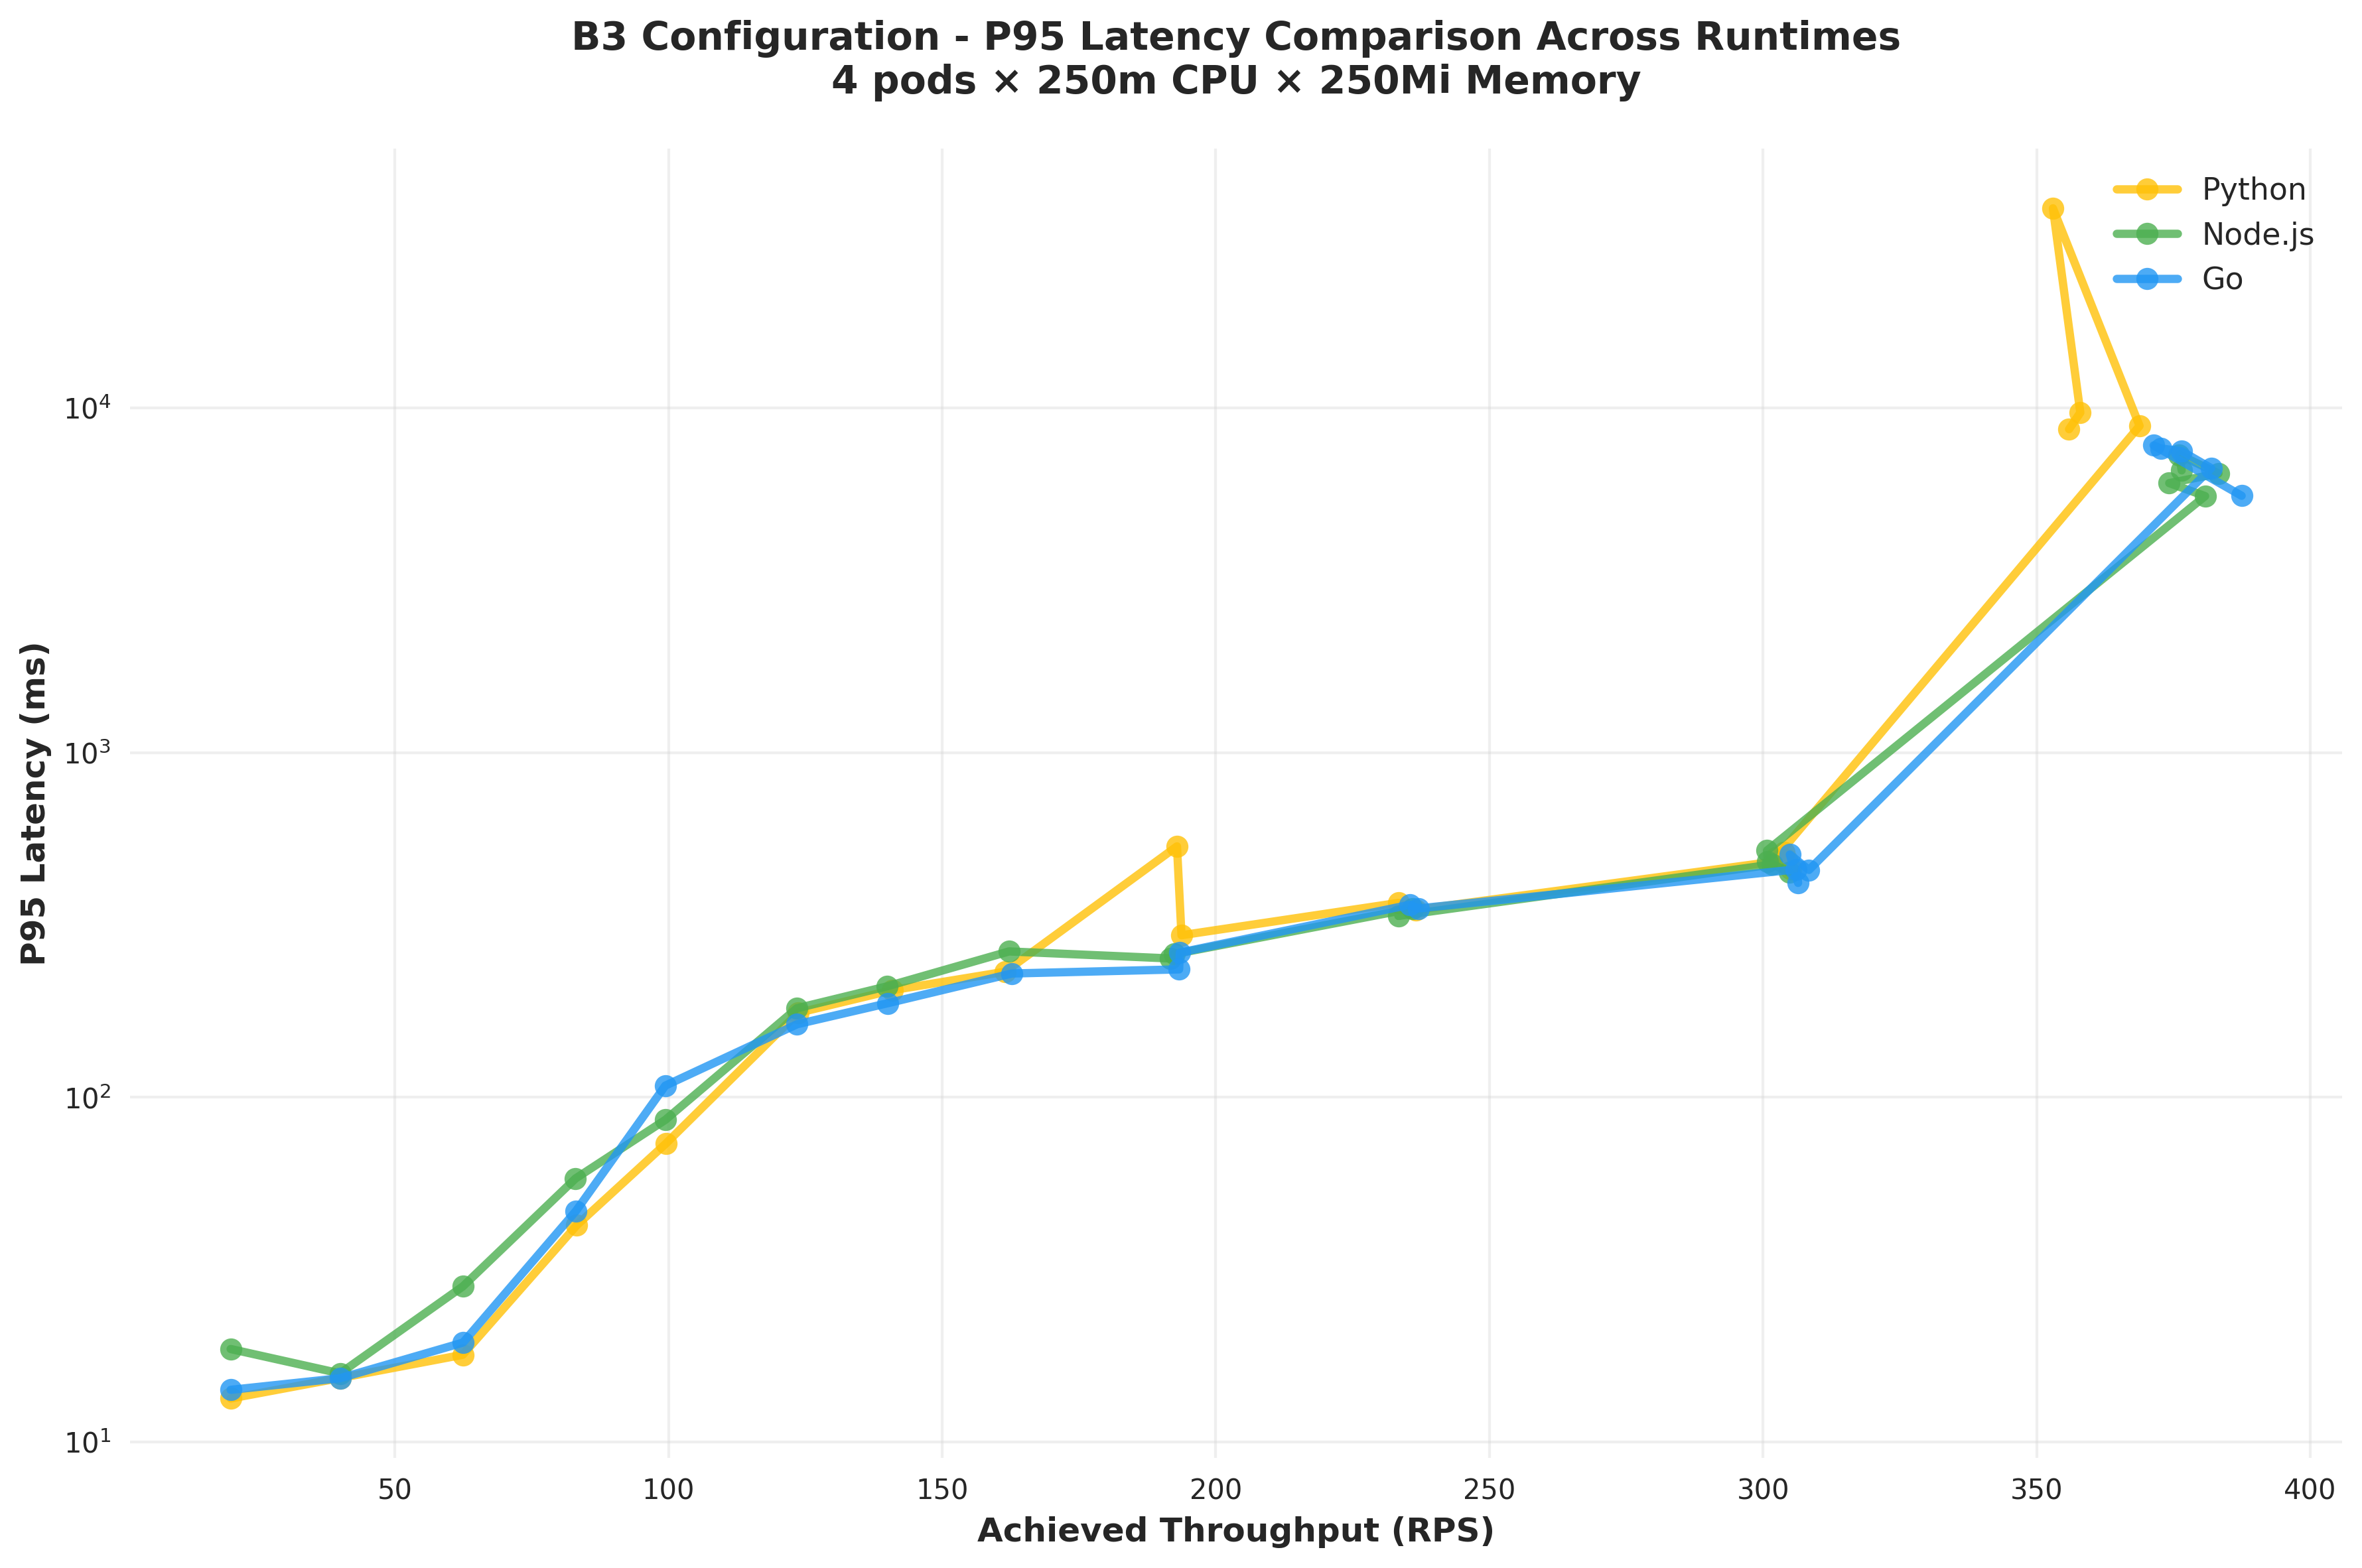 B3 Configuration - P95 Latency Comparison Across Runtimes
4 pods × 250m CPU × 250Mi Memory
Python
Node.js
Go
P95 Latency (ms)
10⁴
10³
10²
10¹
50 100 150 200 250 300 350 400
Achieved Throughput (RPS)